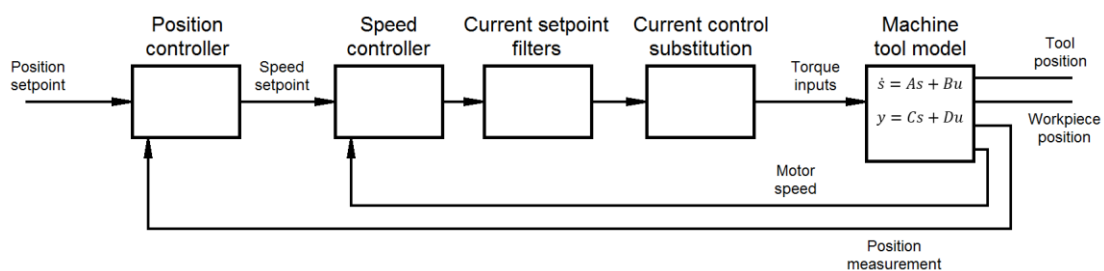 Position
controller
Speed
controller
Current setpoint
filters
Current control
substitution
Machine
tool model
Position
setpoint
Speed
setpoint
Torque
inputs
ṡ = As + Bu
y = Cs + Du
Tool
position
Workpiece
position
Motor
speed
Position
measurement